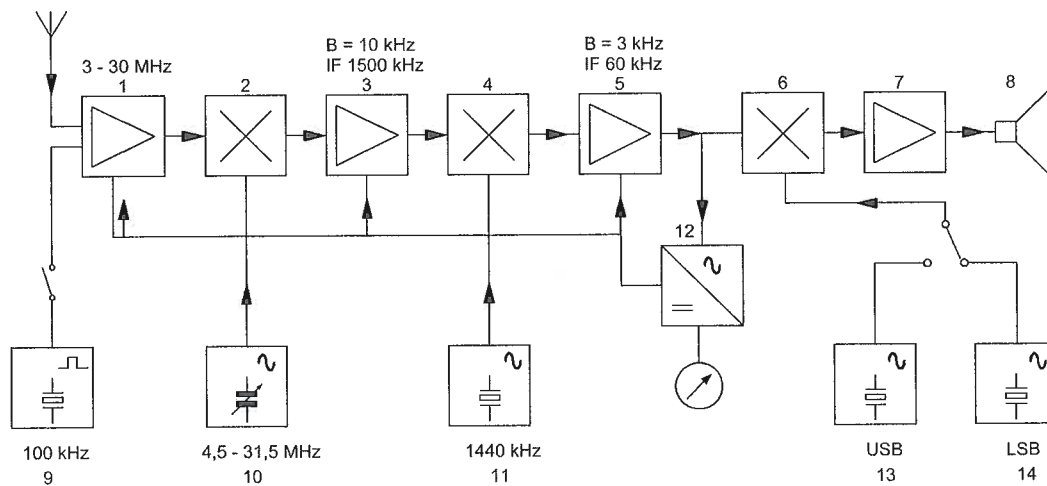 B = 10 kHz
B = 3 kHz
3 - 30 MHz
IF 1500 kHz
IF 60 kHz
1
2
3
4
5
6
7
8
12
100 kHz
4,5 - 31,5 MHz
1440 kHz
USB
LSB
9
10
11
13
14